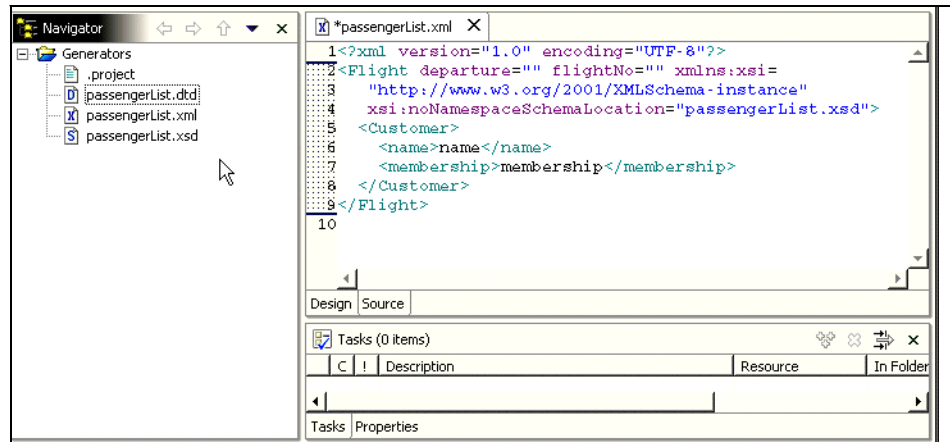 Navigator
Generators
.project
passengerList.dtd
passengerList.xml
passengerList.xsd
*passengerList.xml
1<?xml version="1.0" encoding="UTF-8"?>
2<Flight departure="" flightNo="" xmlns:xsi=
3 "http://www.w3.org/2001/XMLSchema-instance"
4 xsi:noNamespaceSchemaLocation="passengerList.xsd">
5 <Customer>
6 <name>name</name>
7 <membership>membership</membership>
8 </Customer>
9</Flight>
10
Design Source
Tasks (0 items)
C ! Description Resource In Folder
Tasks Properties